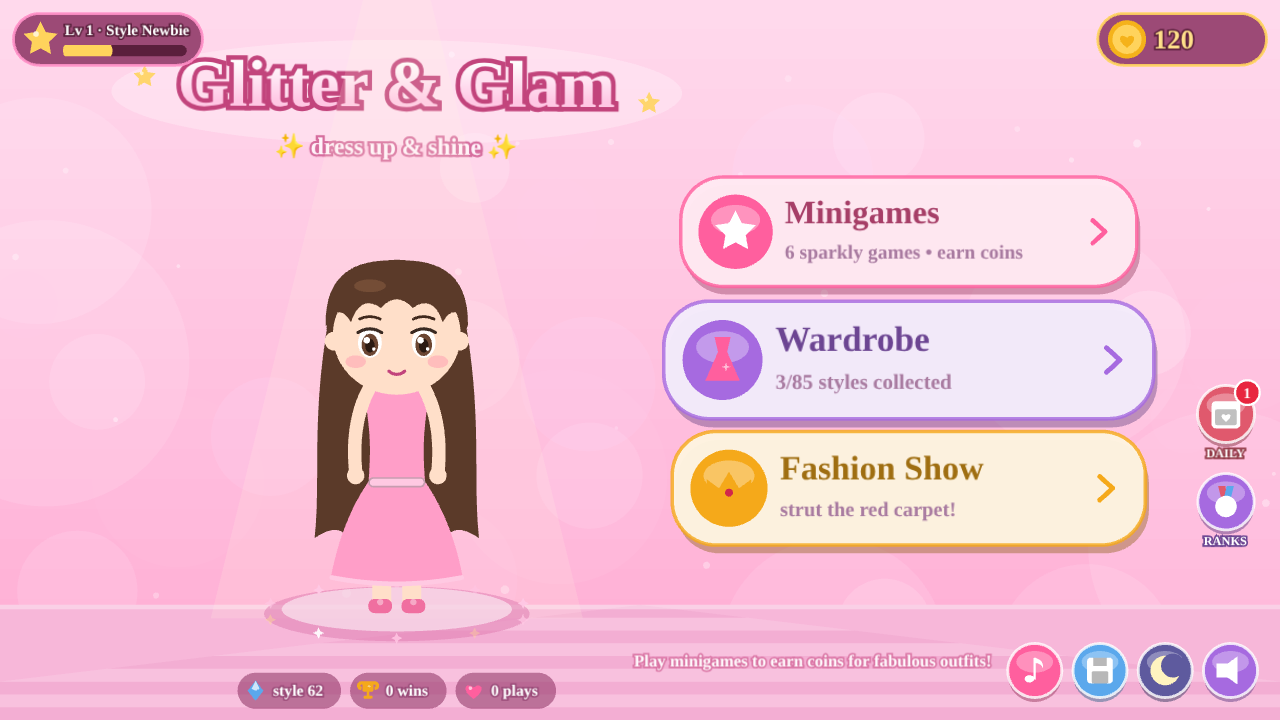 Lv 1 · Style Newbie
120
Glitter & Glam
✨ dress up & shine ✨
Minigames
6 sparkly games • earn coins
Wardrobe
3/85 styles collected
Fashion Show
strut the red carpet!
1
DAILY
RANKS
Play minigames to earn coins for fabulous outfits!
style 62
0 wins
0 plays